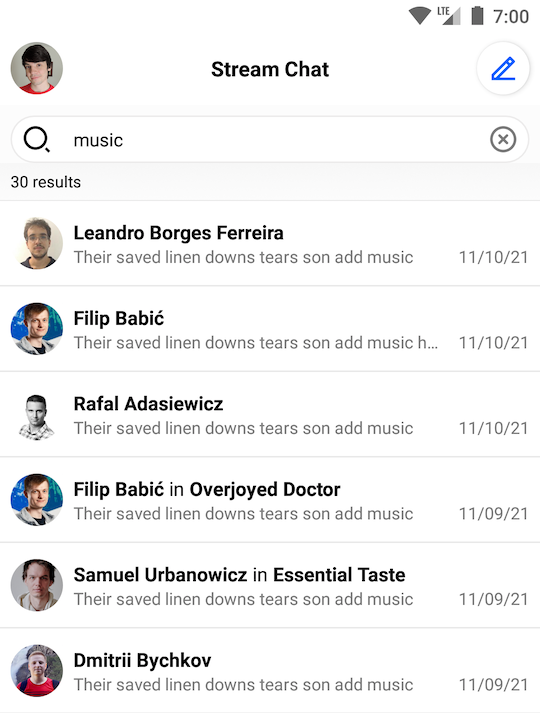 LTE 7:00
Stream Chat
music
30 results
Leandro Borges Ferreira
Their saved linen downs tears son add music 11/10/21
Filip Babić
Their saved linen downs tears son add music h... 11/10/21
Rafal Adasiewicz
Their saved linen downs tears son add music 11/10/21
Filip Babić in Overjoyed Doctor
Their saved linen downs tears son add music 11/09/21
Samuel Urbanowicz in Essential Taste
Their saved linen downs tears son add music 11/09/21
Dmitrii Bychkov
Their saved linen downs tears son add music 11/09/21